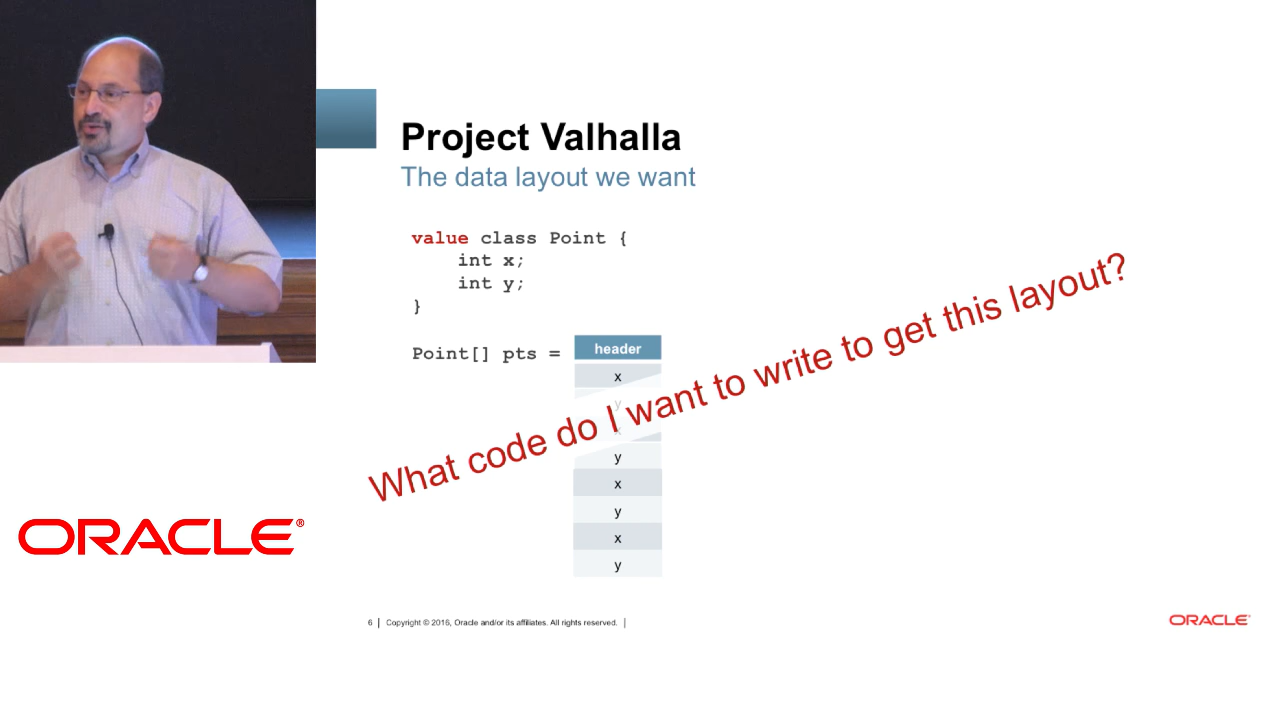 Project Valhalla
The data layout we want
value class Point {
int x;
int y;
}
Point[] pts =
header
x
y
x
y
x
y
x
y
What code do I want to write to get this layout?
ORACLE®
6 | Copyright © 2016, Oracle and/or its affiliates. All rights reserved. |
ORACLE®